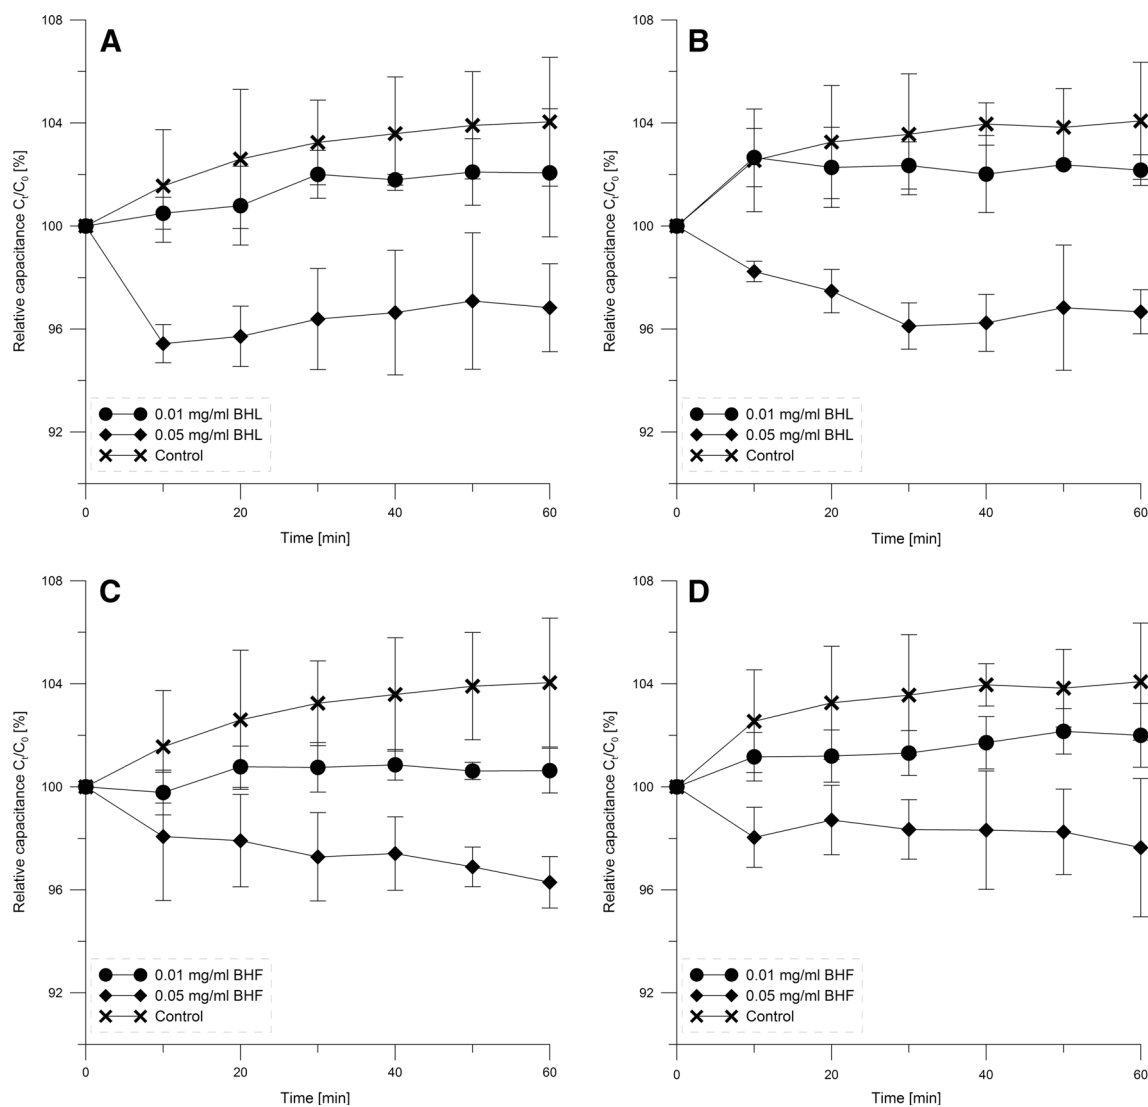 A
108
104
100
96
92
Relative capacitance Ct/C0 [%]
0.01 mg/ml BHL
0.05 mg/ml BHL
Control
0 20 40 60
Time [min]
B
108
104
100
96
92
Relative capacitance Ct/C0 [%]
0.01 mg/ml BHL
0.05 mg/ml BHL
Control
0 20 40 60
Time [min]
C
108
104
100
96
92
Relative capacitance Ct/C0 [%]
0.01 mg/ml BHF
0.05 mg/ml BHF
Control
0 20 40 60
Time [min]
D
108
104
100
96
92
Relative capacitance Ct/C0 [%]
0.01 mg/ml BHF
0.05 mg/ml BHF
Control
0 20 40 60
Time [min]